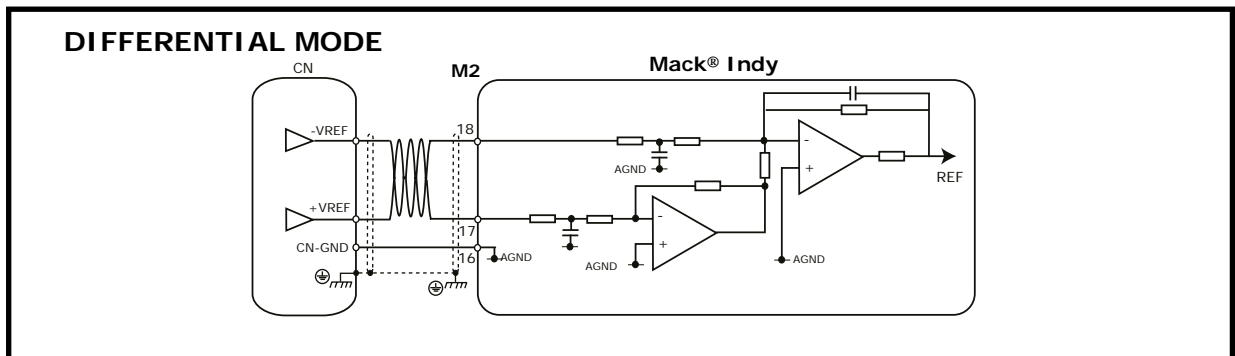 DIFFERENTIAL MODE
CN
M2
Mack® Indy
-VREF
18
AGND
-
+
REF
+VREF
17
-
+
CN-GND
16
AGND
AGND
AGND